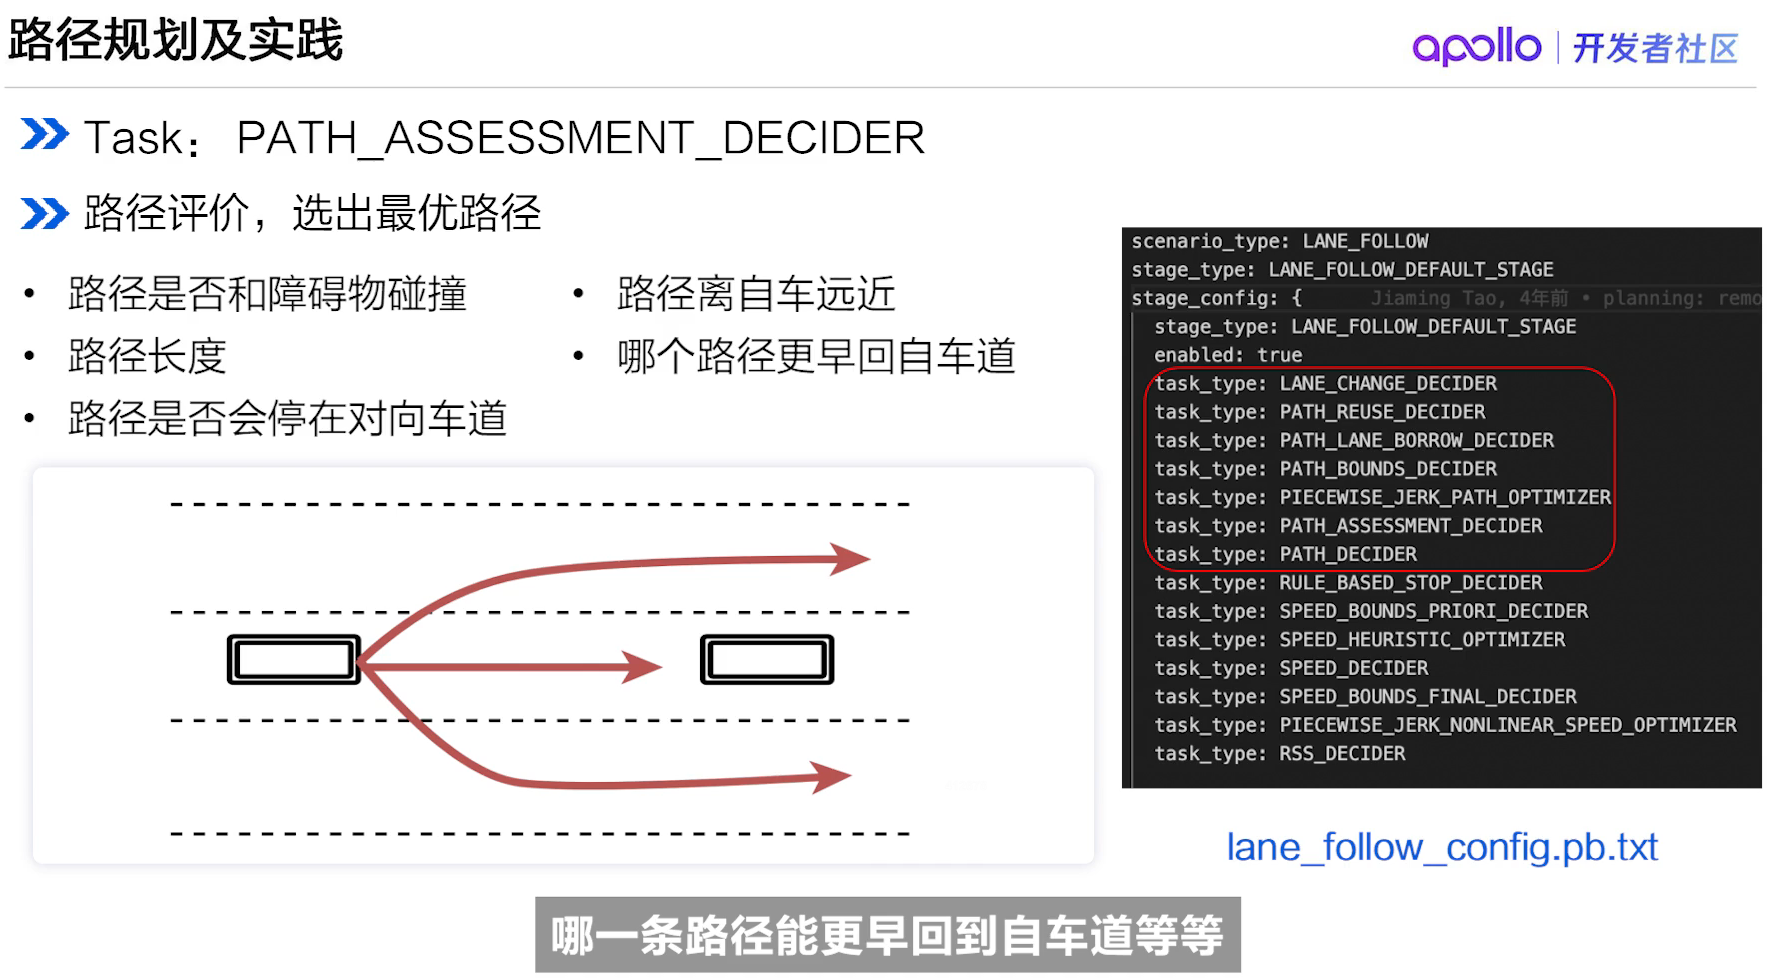 路径规划及实践
apollo 开发者社区
Task： PATH_ASSESSMENT_DECIDER
路径评价，选出最优路径
• 路径是否和障碍物碰撞
• 路径长度
• 路径是否会停在对向车道
• 路径离自车远近
• 哪个路径更早回自车道
scenario_type: LANE_FOLLOW
stage_type: LANE_FOLLOW_DEFAULT_STAGE
stage_config: { Jiaming Tao, 4年前 • planning: remo
stage_type: LANE_FOLLOW_DEFAULT_STAGE
enabled: true
task_type: LANE_CHANGE_DECIDER
task_type: PATH_REUSE_DECIDER
task_type: PATH_LANE_BORROW_DECIDER
task_type: PATH_BOUNDS_DECIDER
task_type: PIECEWISE_JERK_PATH_OPTIMIZER
task_type: PATH_ASSESSMENT_DECIDER
task_type: PATH_DECIDER
task_type: RULE_BASED_STOP_DECIDER
task_type: SPEED_BOUNDS_PRIORI_DECIDER
task_type: SPEED_HEURISTIC_OPTIMIZER
task_type: SPEED_DECIDER
task_type: SPEED_BOUNDS_FINAL_DECIDER
task_type: PIECEWISE_JERK_NONLINEAR_SPEED_OPTIMIZER
task_type: RSS_DECIDER
lane_follow_config.pb.txt
哪一条路径能更早回到自车道等等